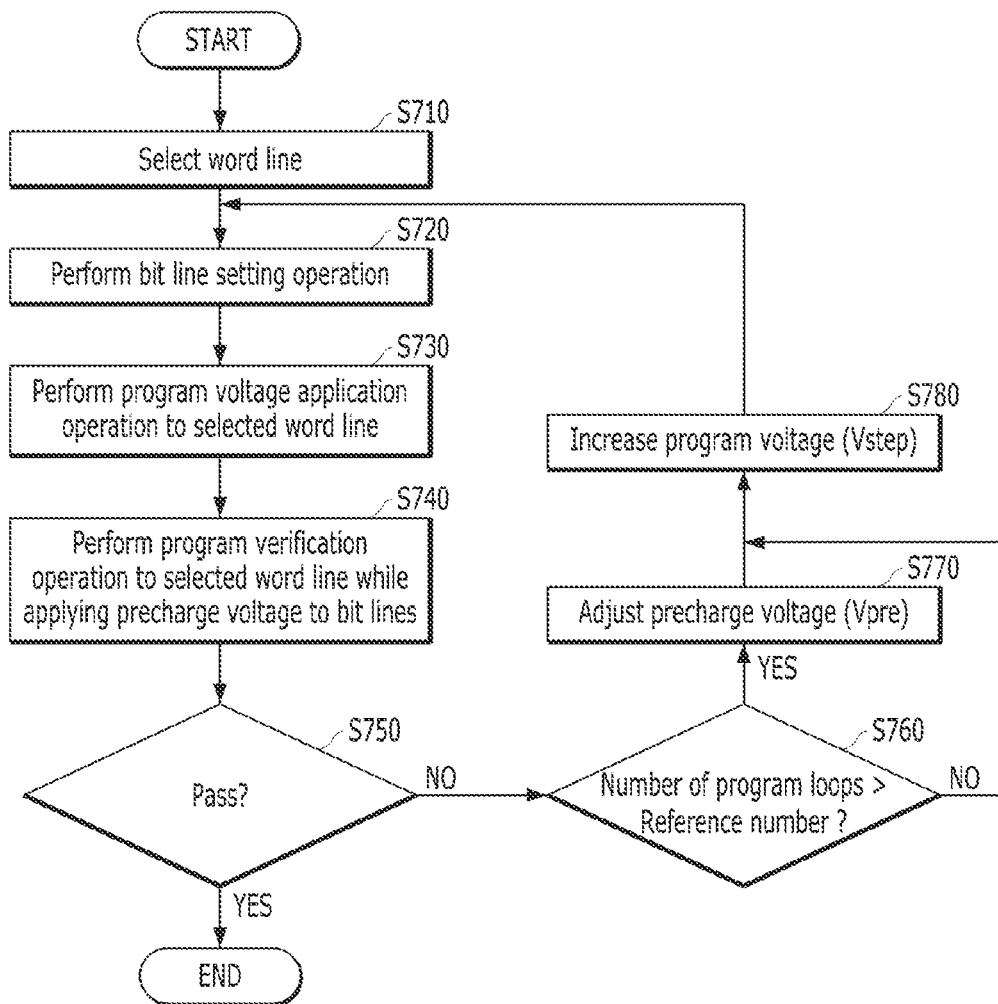 START
S710
Select word line
S720
Perform bit line setting operation
S730
Perform program voltage application
operation to selected word line
S740
Perform program verification
operation to selected word line while
applying precharge voltage to bit lines
S750
Pass?
NO
YES
END
S760
Number of program loops >
Reference number ?
NO
YES
S770
Adjust precharge voltage (Vpre)
S780
Increase program voltage (Vstep)